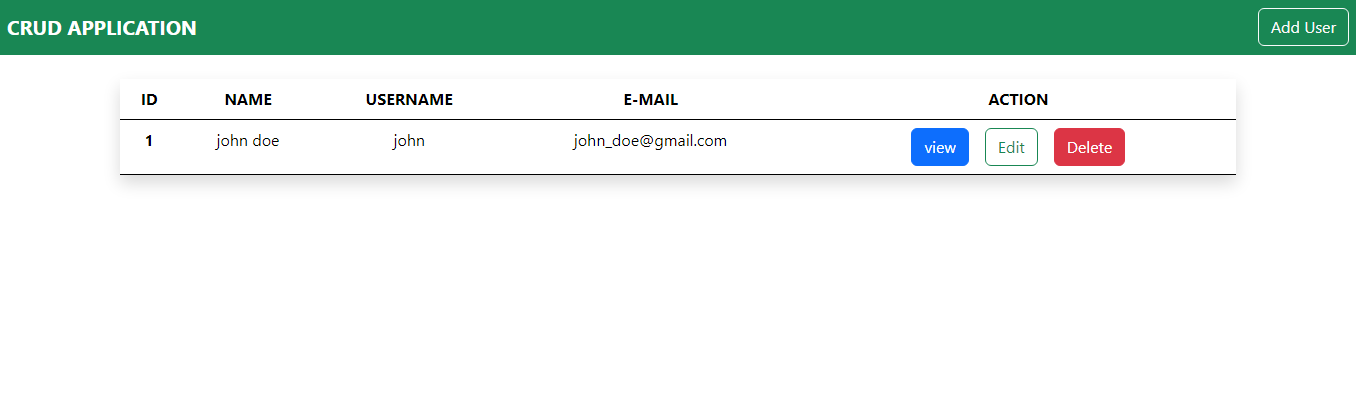 CRUD APPLICATION Add User
ID NAME USERNAME E-MAIL ACTION
1 john doe john john_doe@gmail.com view Edit Delete